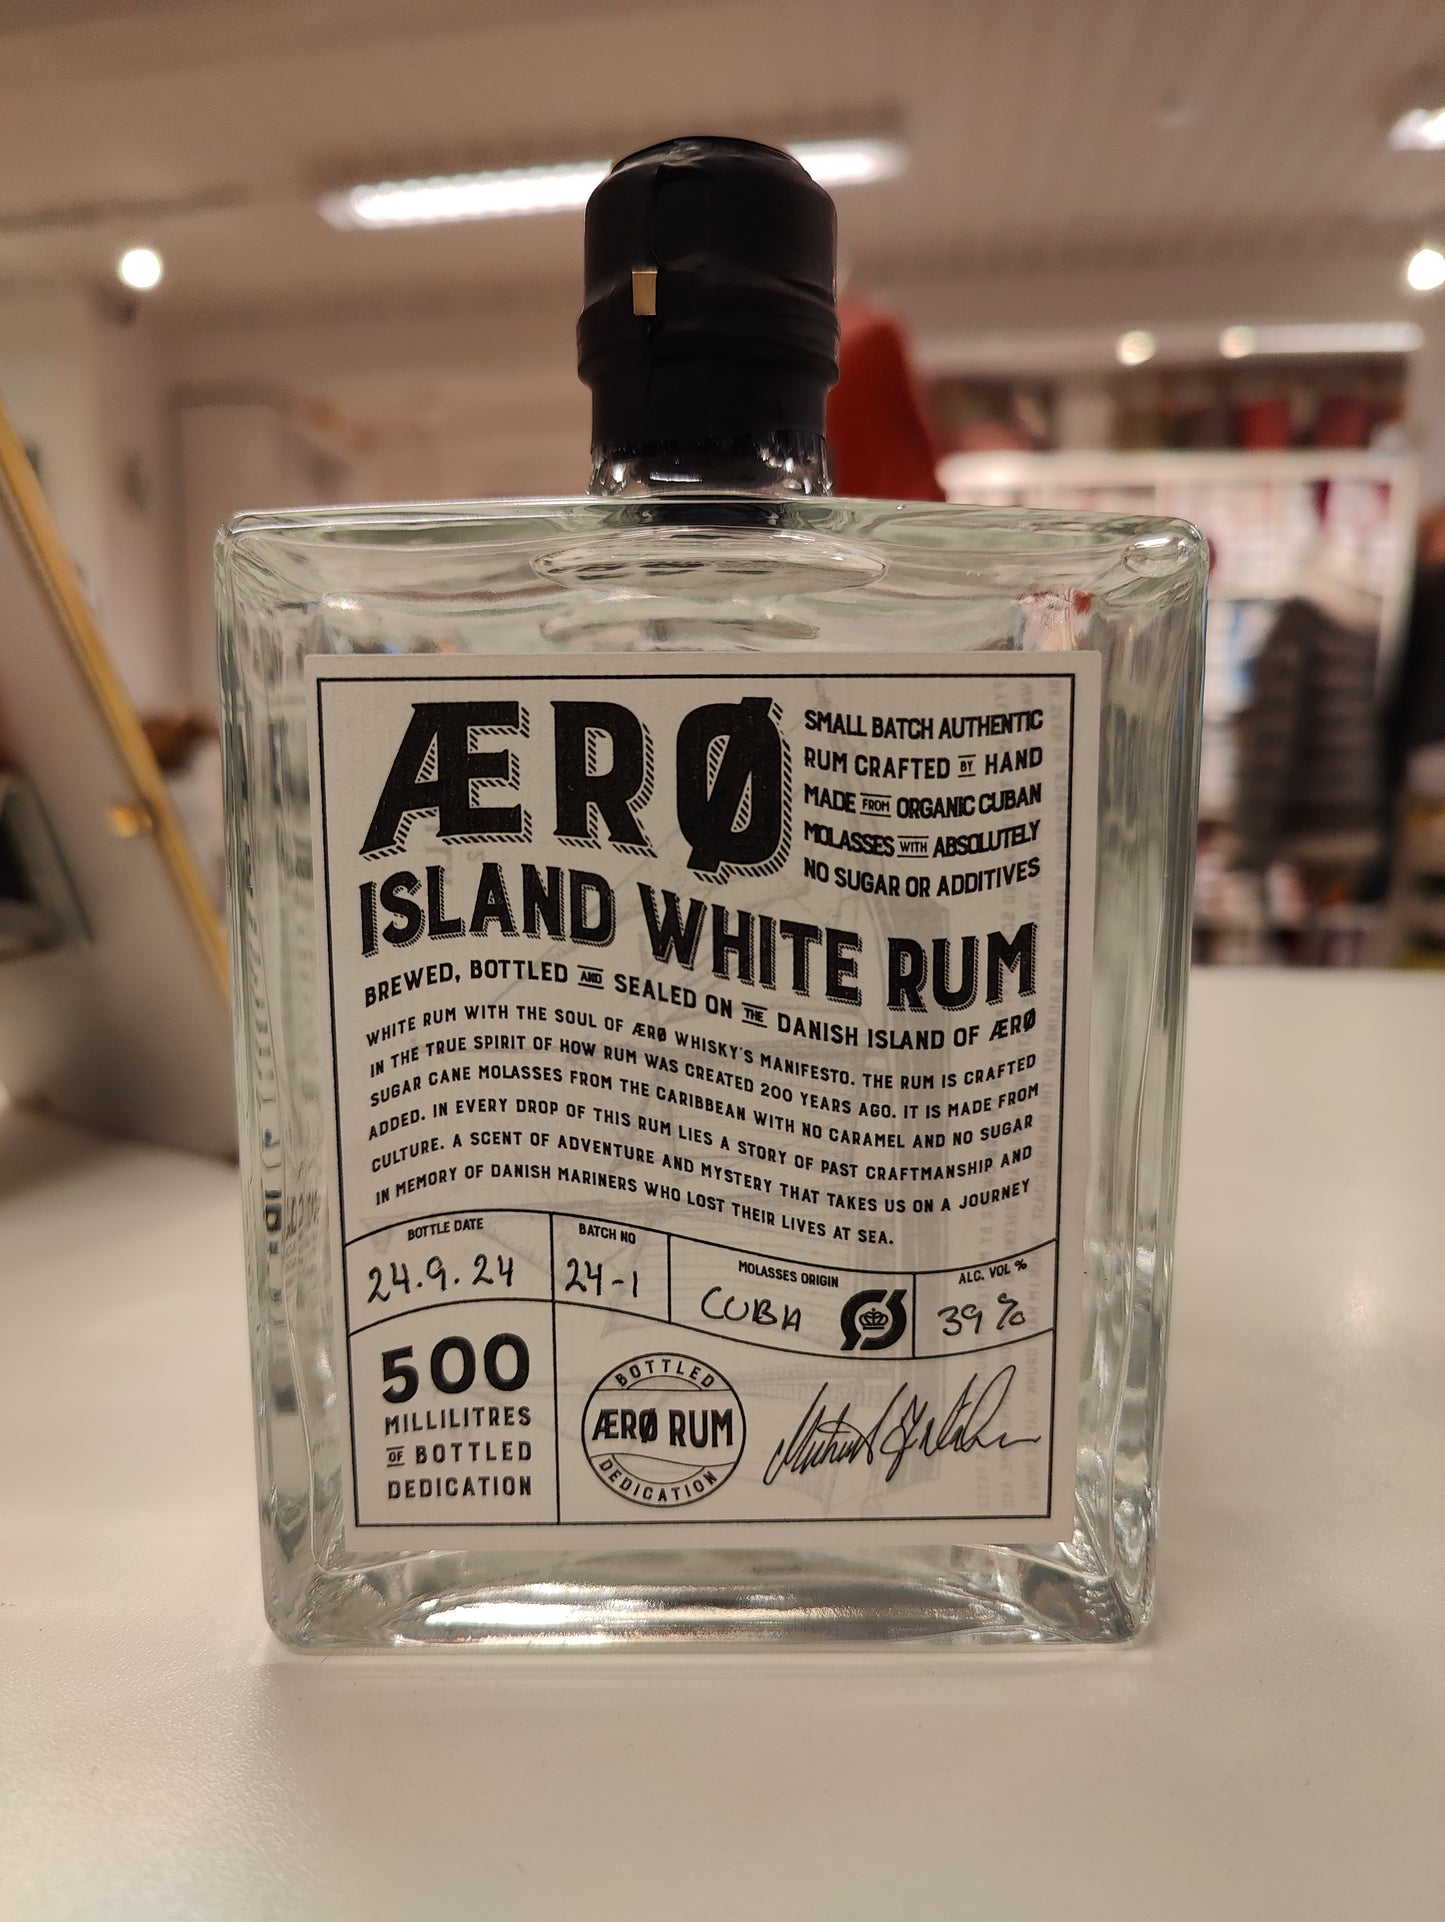 ÆRØ
SMALL BATCH AUTHENTIC
RUM CRAFTED BY HAND
MADE FROM ORGANIC CUBAN
MOLASSES WITH ABSOLUTELY
NO SUGAR OR ADDITIVES
ISLAND WHITE RUM
BREWED, BOTTLED AND SEALED ON THE DANISH ISLAND OF ÆRØ
WHITE RUM WITH THE SOUL OF ÆRØ WHISKY'S MANIFESTO. THE RUM IS CRAFTED
IN THE TRUE SPIRIT OF HOW RUM WAS CREATED 200 YEARS AGO. IT IS MADE FROM
SUGAR CANE MOLASSES FROM THE CARIBBEAN WITH NO CARAMEL AND NO SUGAR
ADDED. IN EVERY DROP OF THIS RUM LIES A STORY OF PAST CRAFTMANSHIP AND
CULTURE. A SCENT OF ADVENTURE AND MYSTERY THAT TAKES US ON A JOURNEY
IN MEMORY OF DANISH MARINERS WHO LOST THEIR LIVES AT SEA.
BOTTLE DATE
24.9.24
BATCH NO
24-1
MOLASSES ORIGIN
CUBA
Ø
ALC. VOL %
39%
500
MILLILITRES
OF BOTTLED
DEDICATION
BOTTLED
ÆRØ RUM
DEDICATION